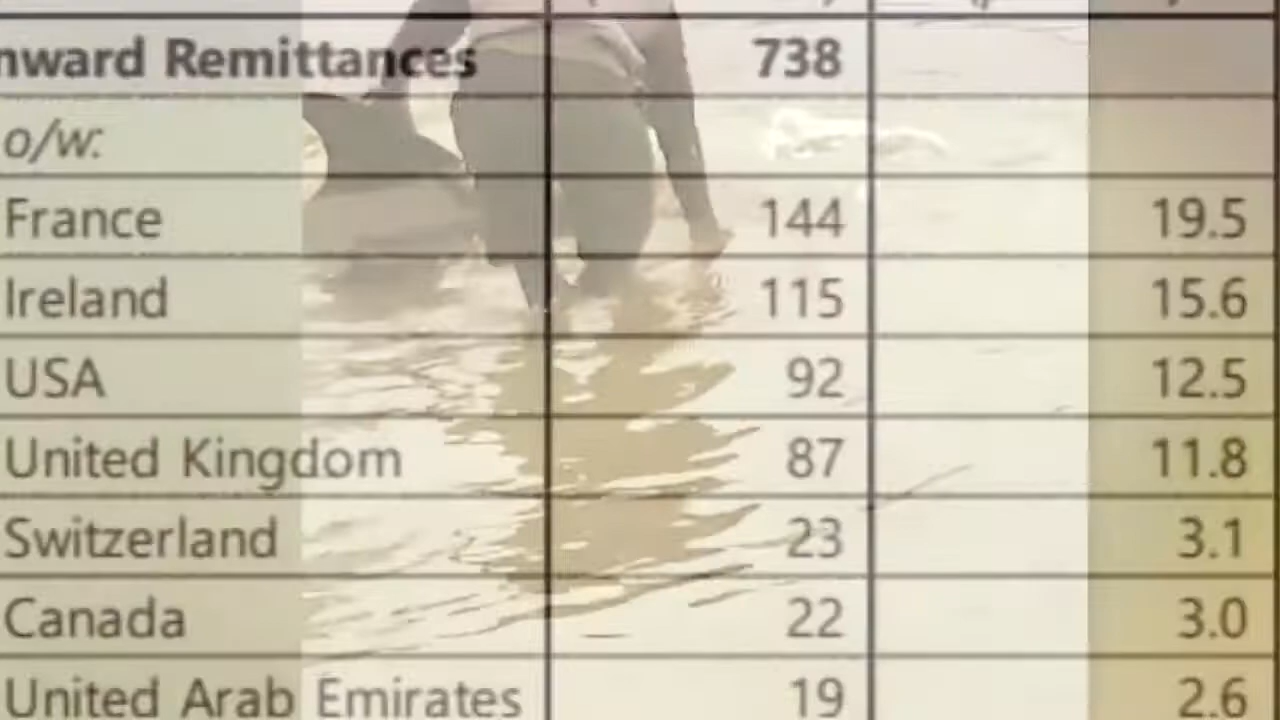 nward Remittances 738
o/w:
France 144 19.5
Ireland 115 15.6
USA 92 12.5
United Kingdom 87 11.8
Switzerland 23 3.1
Canada 22 3.0
United Arab Emirates 19 2.6